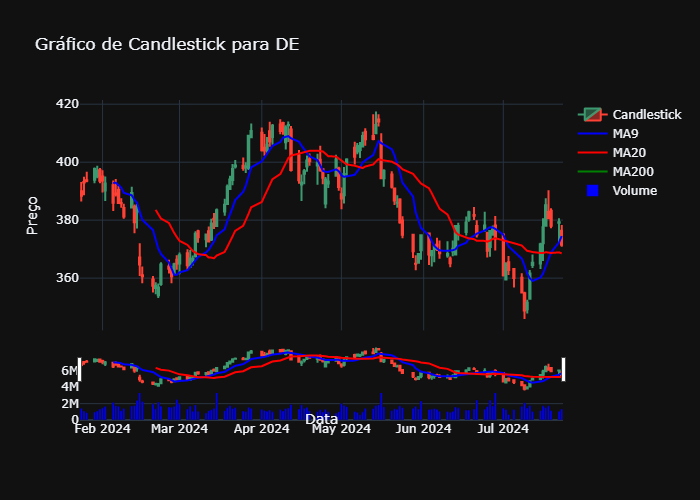 Gráfico de Candlestick para DE
420
400
380
360
Preço
Candlestick
MA9
MA20
MA200
Volume
6M
4M
2M
0
Feb 2024
Mar 2024
Apr 2024
May 2024
Jun 2024
Jul 2024
Data